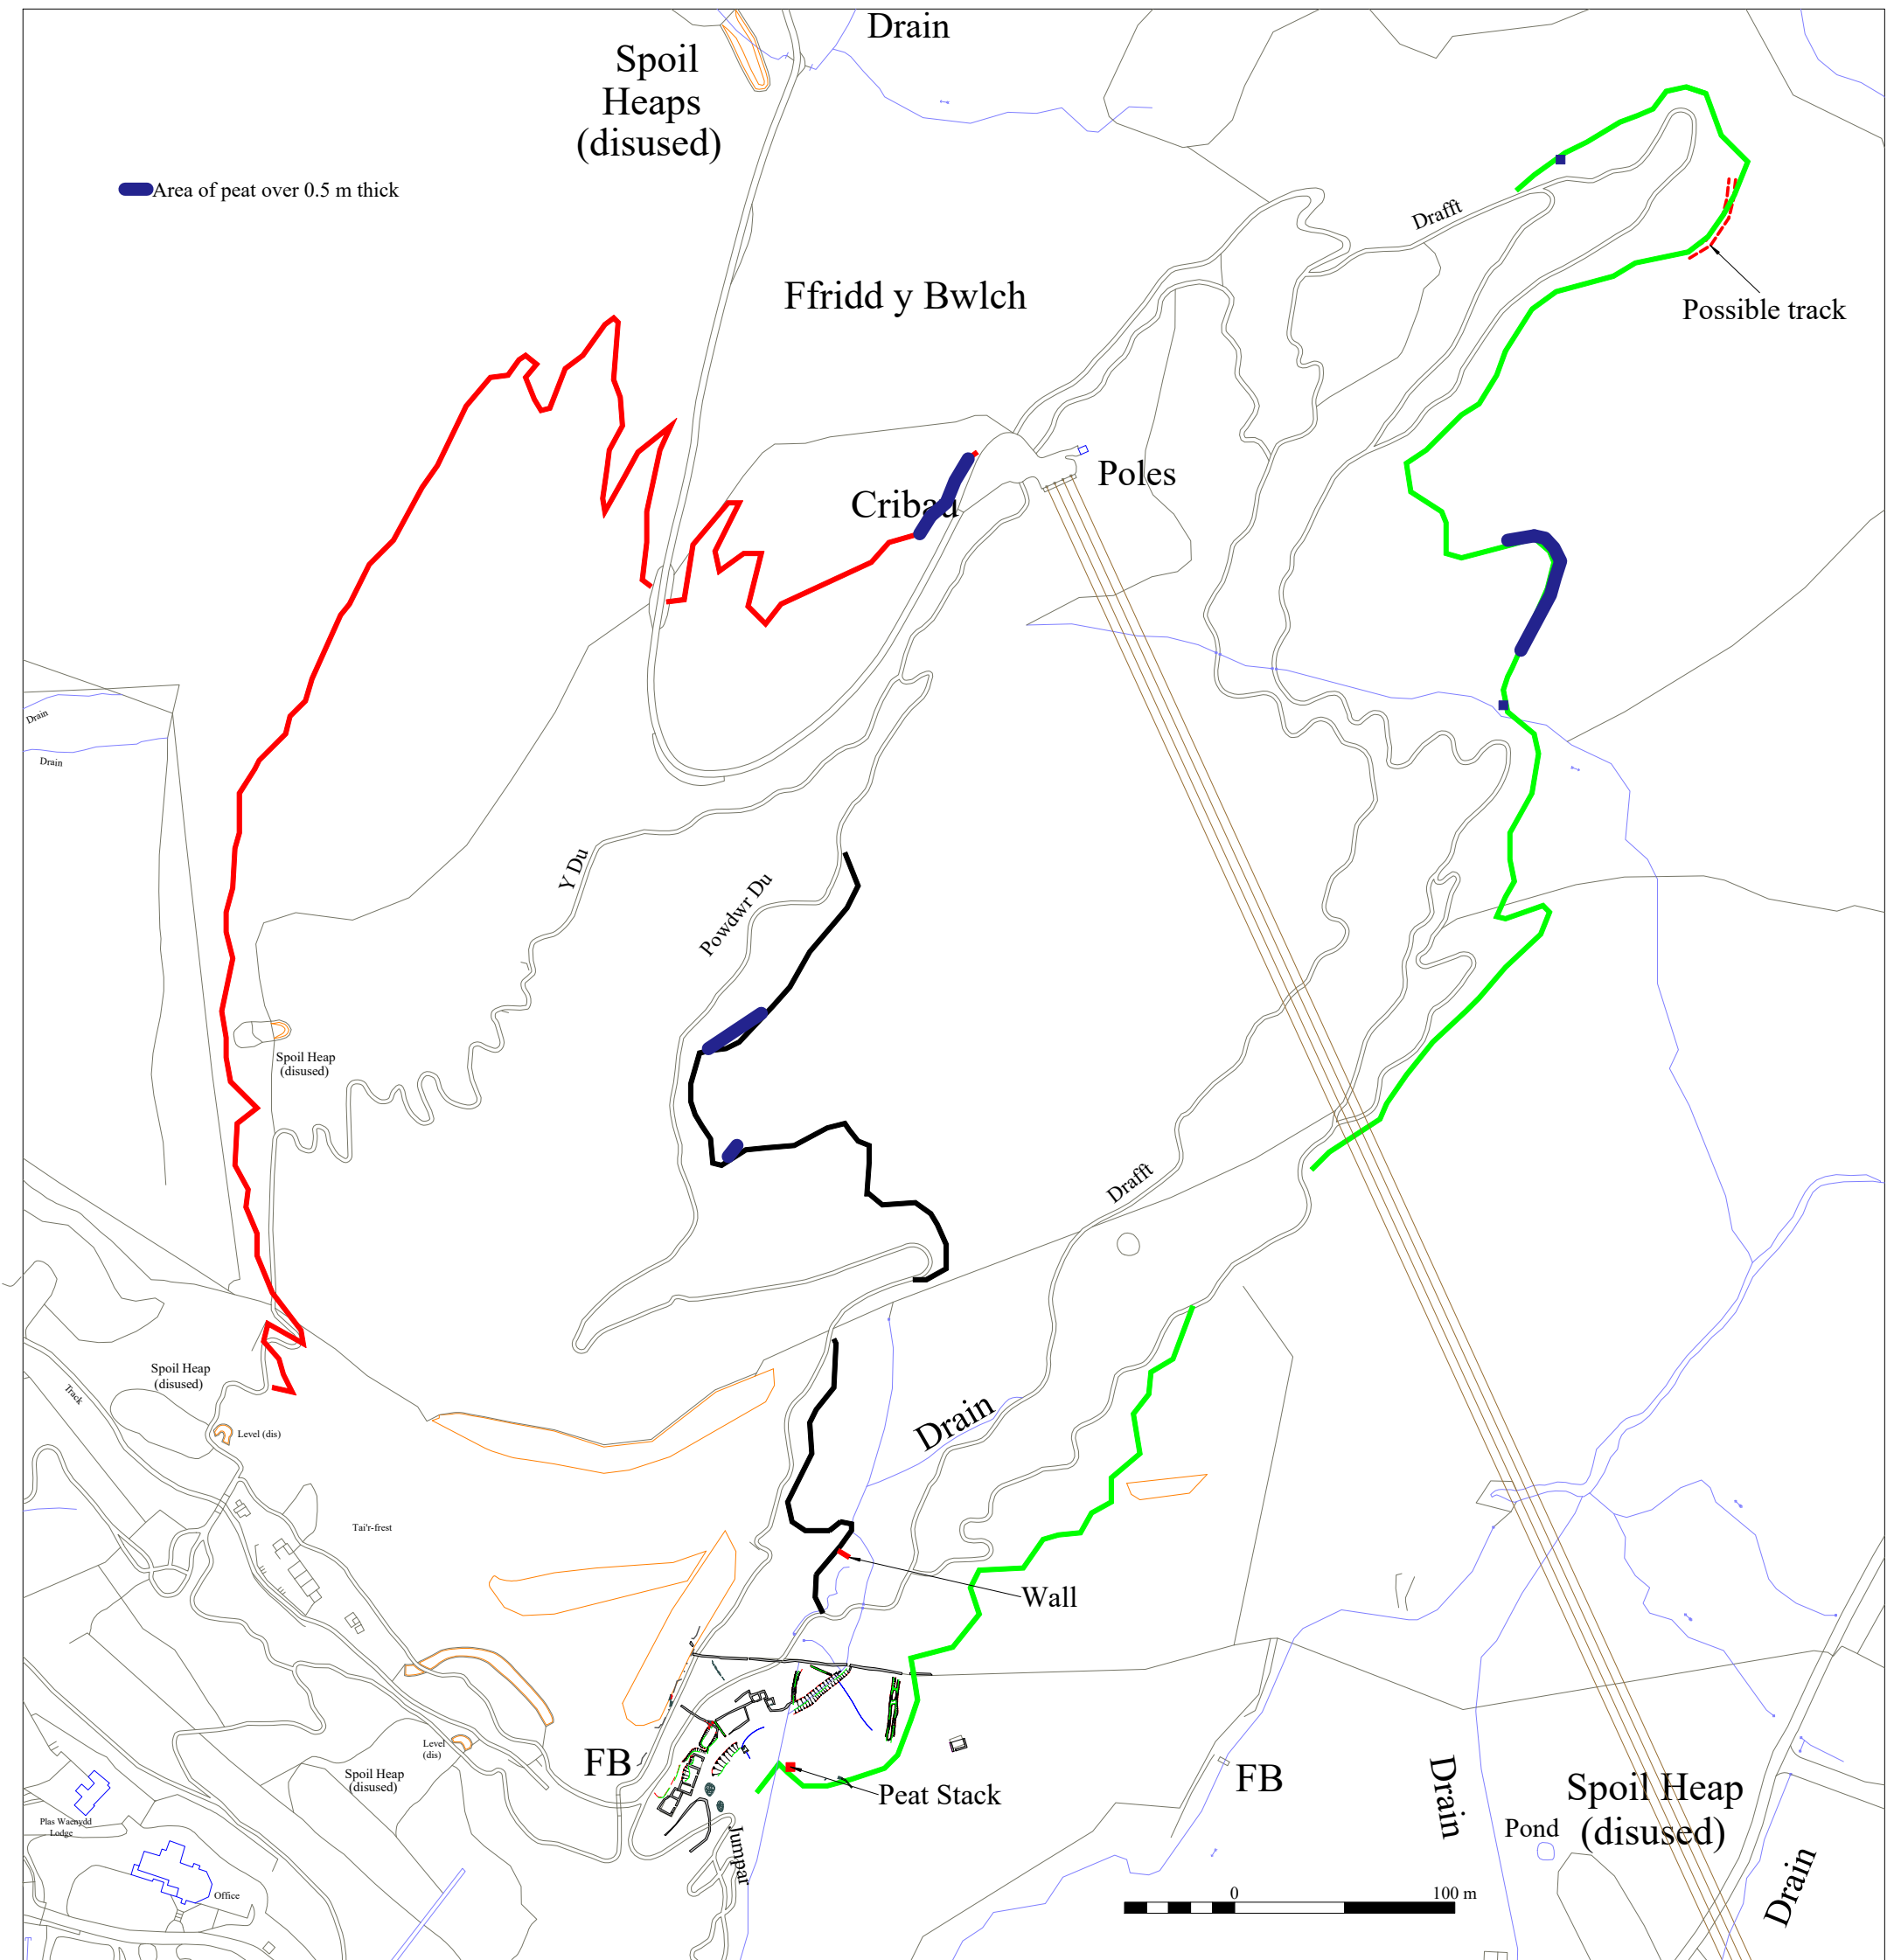 Drain
Spoil
Heaps
(disused)
Area of peat over 0.5 m thick
Drafft
Ffridd y Bwlch
Possible track
Poles
Cribau
Drain
Drain
Y Du
Powdwr Du
Spoil Heap
(disused)
Drafft
Spoil Heap
(disused)
Track
Drain
Level (dis)
Tai'r-frest
Wall
Level
(dis)
FB
Spoil Heap
(disused)
Peat Stack
FB
Drain
Spoil Heap
(disused)
Plas Waenydd
Lodge
Pond
Jumpar
Office
0
100 m
Drain